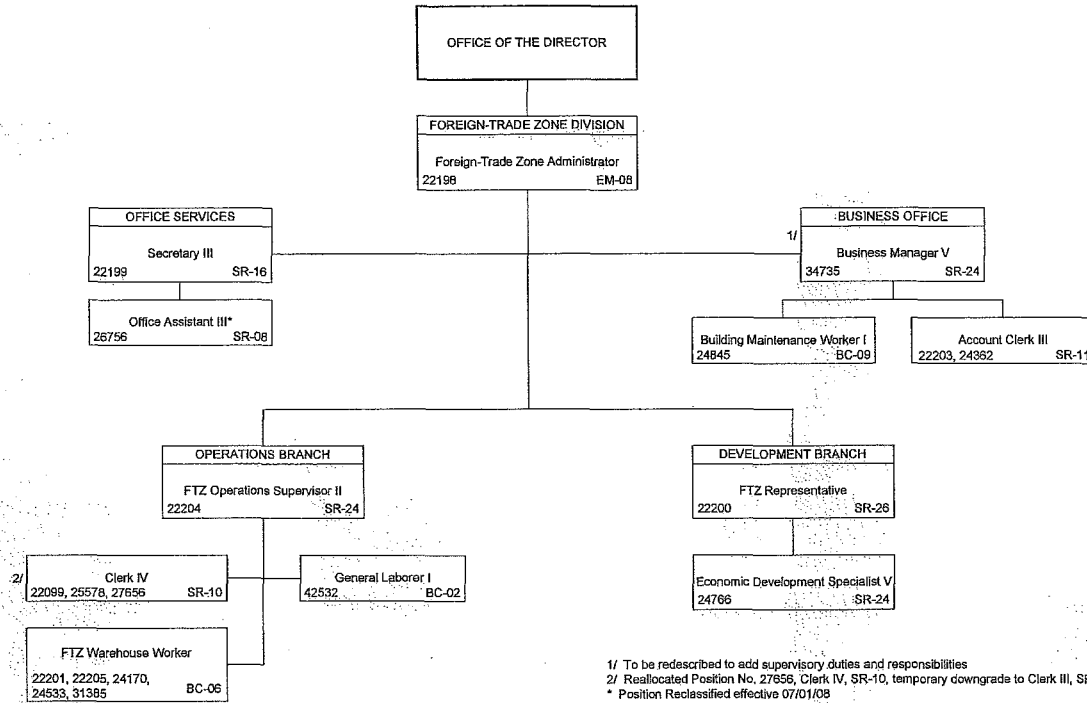 OFFICE OF THE DIRECTOR
FOREIGN-TRADE ZONE DIVISION
Foreign-Trade Zone Administrator
22198 EM-08
OFFICE SERVICES
Secretary III
22199 SR-16
Office Assistant III*
26756 SR-08
1/
BUSINESS OFFICE
Business Manager V
34735 SR-24
Building Maintenance Worker I
24845 BC-09
Account Clerk III
22203, 24362 SR-11
OPERATIONS BRANCH
FTZ Operations Supervisor II
22204 SR-24
2/
Clerk IV
22099, 25578, 27656 SR-10
General Laborer I
42532 BC-02
FTZ Warehouse Worker
22201, 22205, 24170,
24533, 31385 BC-06
DEVELOPMENT BRANCH
FTZ Representative
22200 SR-26
Economic Development Specialist V
24766 SR-24
1/ To be redescribed to add supervisory duties and responsibilities
2/ Reallocated Position No. 27656, Clerk IV, SR-10, temporary downgrade to Clerk III,
* Position Reclassified effective 07/01/08